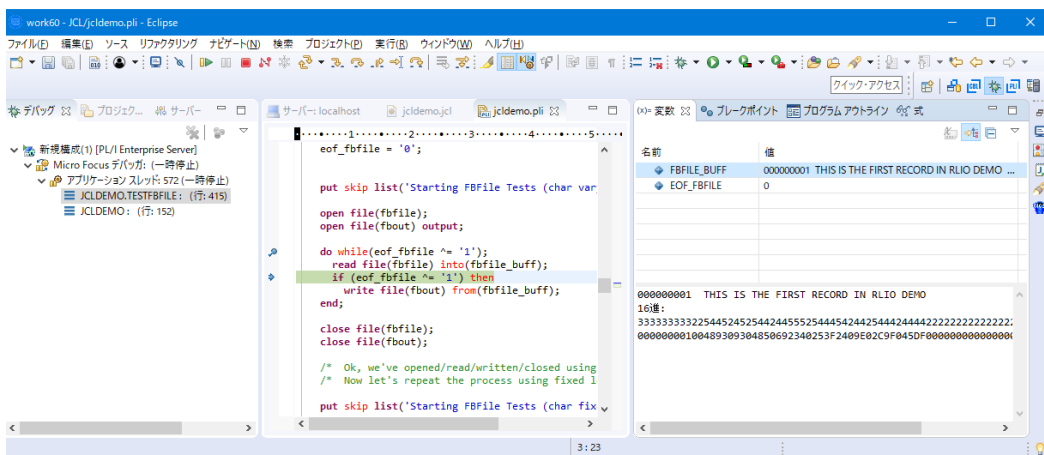 work60 - JCL/jcldemo.pli - Eclipse
ファイル(F) 編集(E) ソース リファクタリング ナビゲート(N) 検索 プロジェクト(P) 実行(R) ウィンドウ(W) ヘルプ(H)
クイック・アクセス
デバッグ プロジェク... サーバー
新規構成(1) [PL/I Enterprise Server]
Micro Focus デバッガ: (一時停止)
アプリケーション スレッド: 572 (一時停止)
JCLDEMO.TESTFBFILE : (行: 415)
JCLDEMO : (行: 152)
サーバー: localhost jcldemo.jcl jcldemo.pli
eof_fbfile = '0';
put skip list('Starting FBFile Tests (char var
open file(fbfile);
open file(fbout) output;
do while(eof_fbfile ^= '1');
read file(fbfile) into(fbfile_buff);
if (eof_fbfile ^= '1') then
write file(fbout) from(fbfile_buff);
end;
close file(fbfile);
close file(fbout);
/* Ok, we've opened/read/written/closed using
/* Now let's repeat the process using fixed l
put skip list('Starting FBFile Tests (char fix
(x)= 変数 ブレークポイント プログラム アウトライン 式
名前 値
FBFILE_BUFF 000000001 THIS IS THE FIRST RECORD IN RLIO DEMO ...
EOF_FBFILE 0
000000001 THIS IS THE FIRST RECORD IN RLIO DEMO
16進:
3:23